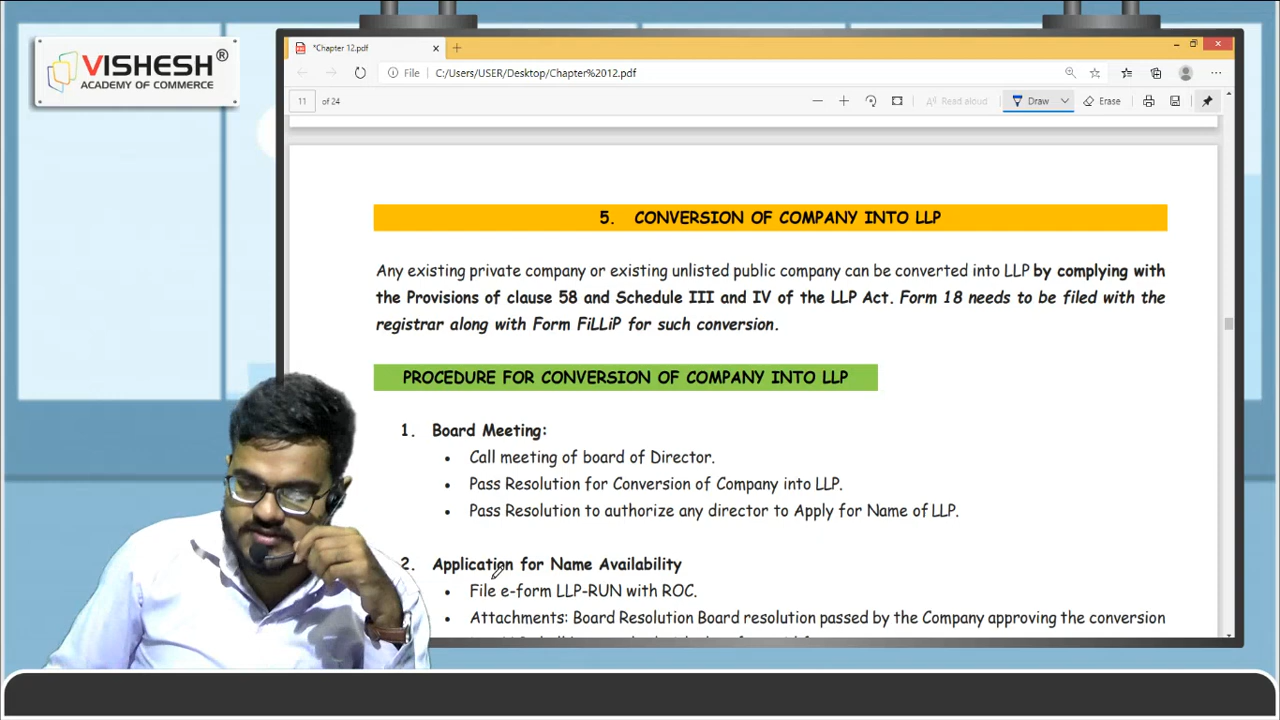 VISHESH®
ACADEMY OF COMMERCE
*Chapter 12.pdf
File C:/Users/USER/Desktop/Chapter%2012.pdf
11 of 24
Read aloud
Draw
Erase
5. CONVERSION OF COMPANY INTO LLP
Any existing private company or existing unlisted public company can be converted into LLP by complying with
the Provisions of clause 58 and Schedule III and IV of the LLP Act. Form 18 needs to be filed with the
registrar along with Form FiLLiP for such conversion.
PROCEDURE FOR CONVERSION OF COMPANY INTO LLP
1. Board Meeting:
• Call meeting of board of Director.
• Pass Resolution for Conversion of Company into LLP.
• Pass Resolution to authorize any director to Apply for Name of LLP.
2. Application for Name Availability
• File e-form LLP-RUN with ROC.
• Attachments: Board Resolution Board resolution passed by the Company approving the conversion